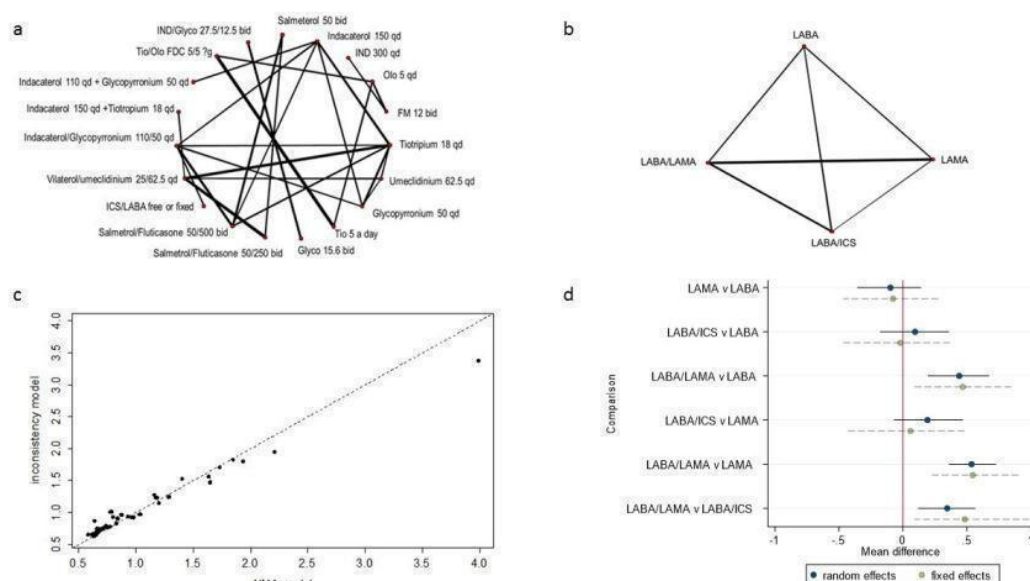 a
IND/Glyco 27.5/12.5 bid
Salmeterol 50 bid
Indacaterol 150 qd
Tio/Olo FDC 5/5 ?g
IND 300 qd
Olo 5 qd
Indacaterol 110 qd + Glycopyrronium 50 qd
FM 12 bid
Indacaterol 150 qd +Tiotropium 18 qd
Indacaterol/Glycopyrronium 110/50 qd
Tiotripium 18 qd
Vilaterol/umeclidinium 25/62.5 qd
Umeclidinium 62.5 qd
ICS/LABA free or fixed
Glycopyrronium 50 qd
Salmetrol/Fluticasone 50/500 bid
Tio 5 a day
Salmetrol/Fluticasone 50/250 bid
Glyco 15.6 bid
b
LABA
LABA/LAMA
LAMA
LABA/ICS
c
inconsistency model
4.0
3.5
3.0
2.5
2.0
1.5
1.0
0.5
0.5 1.0 1.5 2.0 2.5 3.0 3.5 4.0
d
Comparison
LAMA v LABA
LABA/ICS v LABA
LABA/LAMA v LABA
LABA/ICS v LAMA
LABA/LAMA v LAMA
LABA/LAMA v LABA/ICS
-1 -.5 0 .5 1
Mean difference
random effects fixed effects